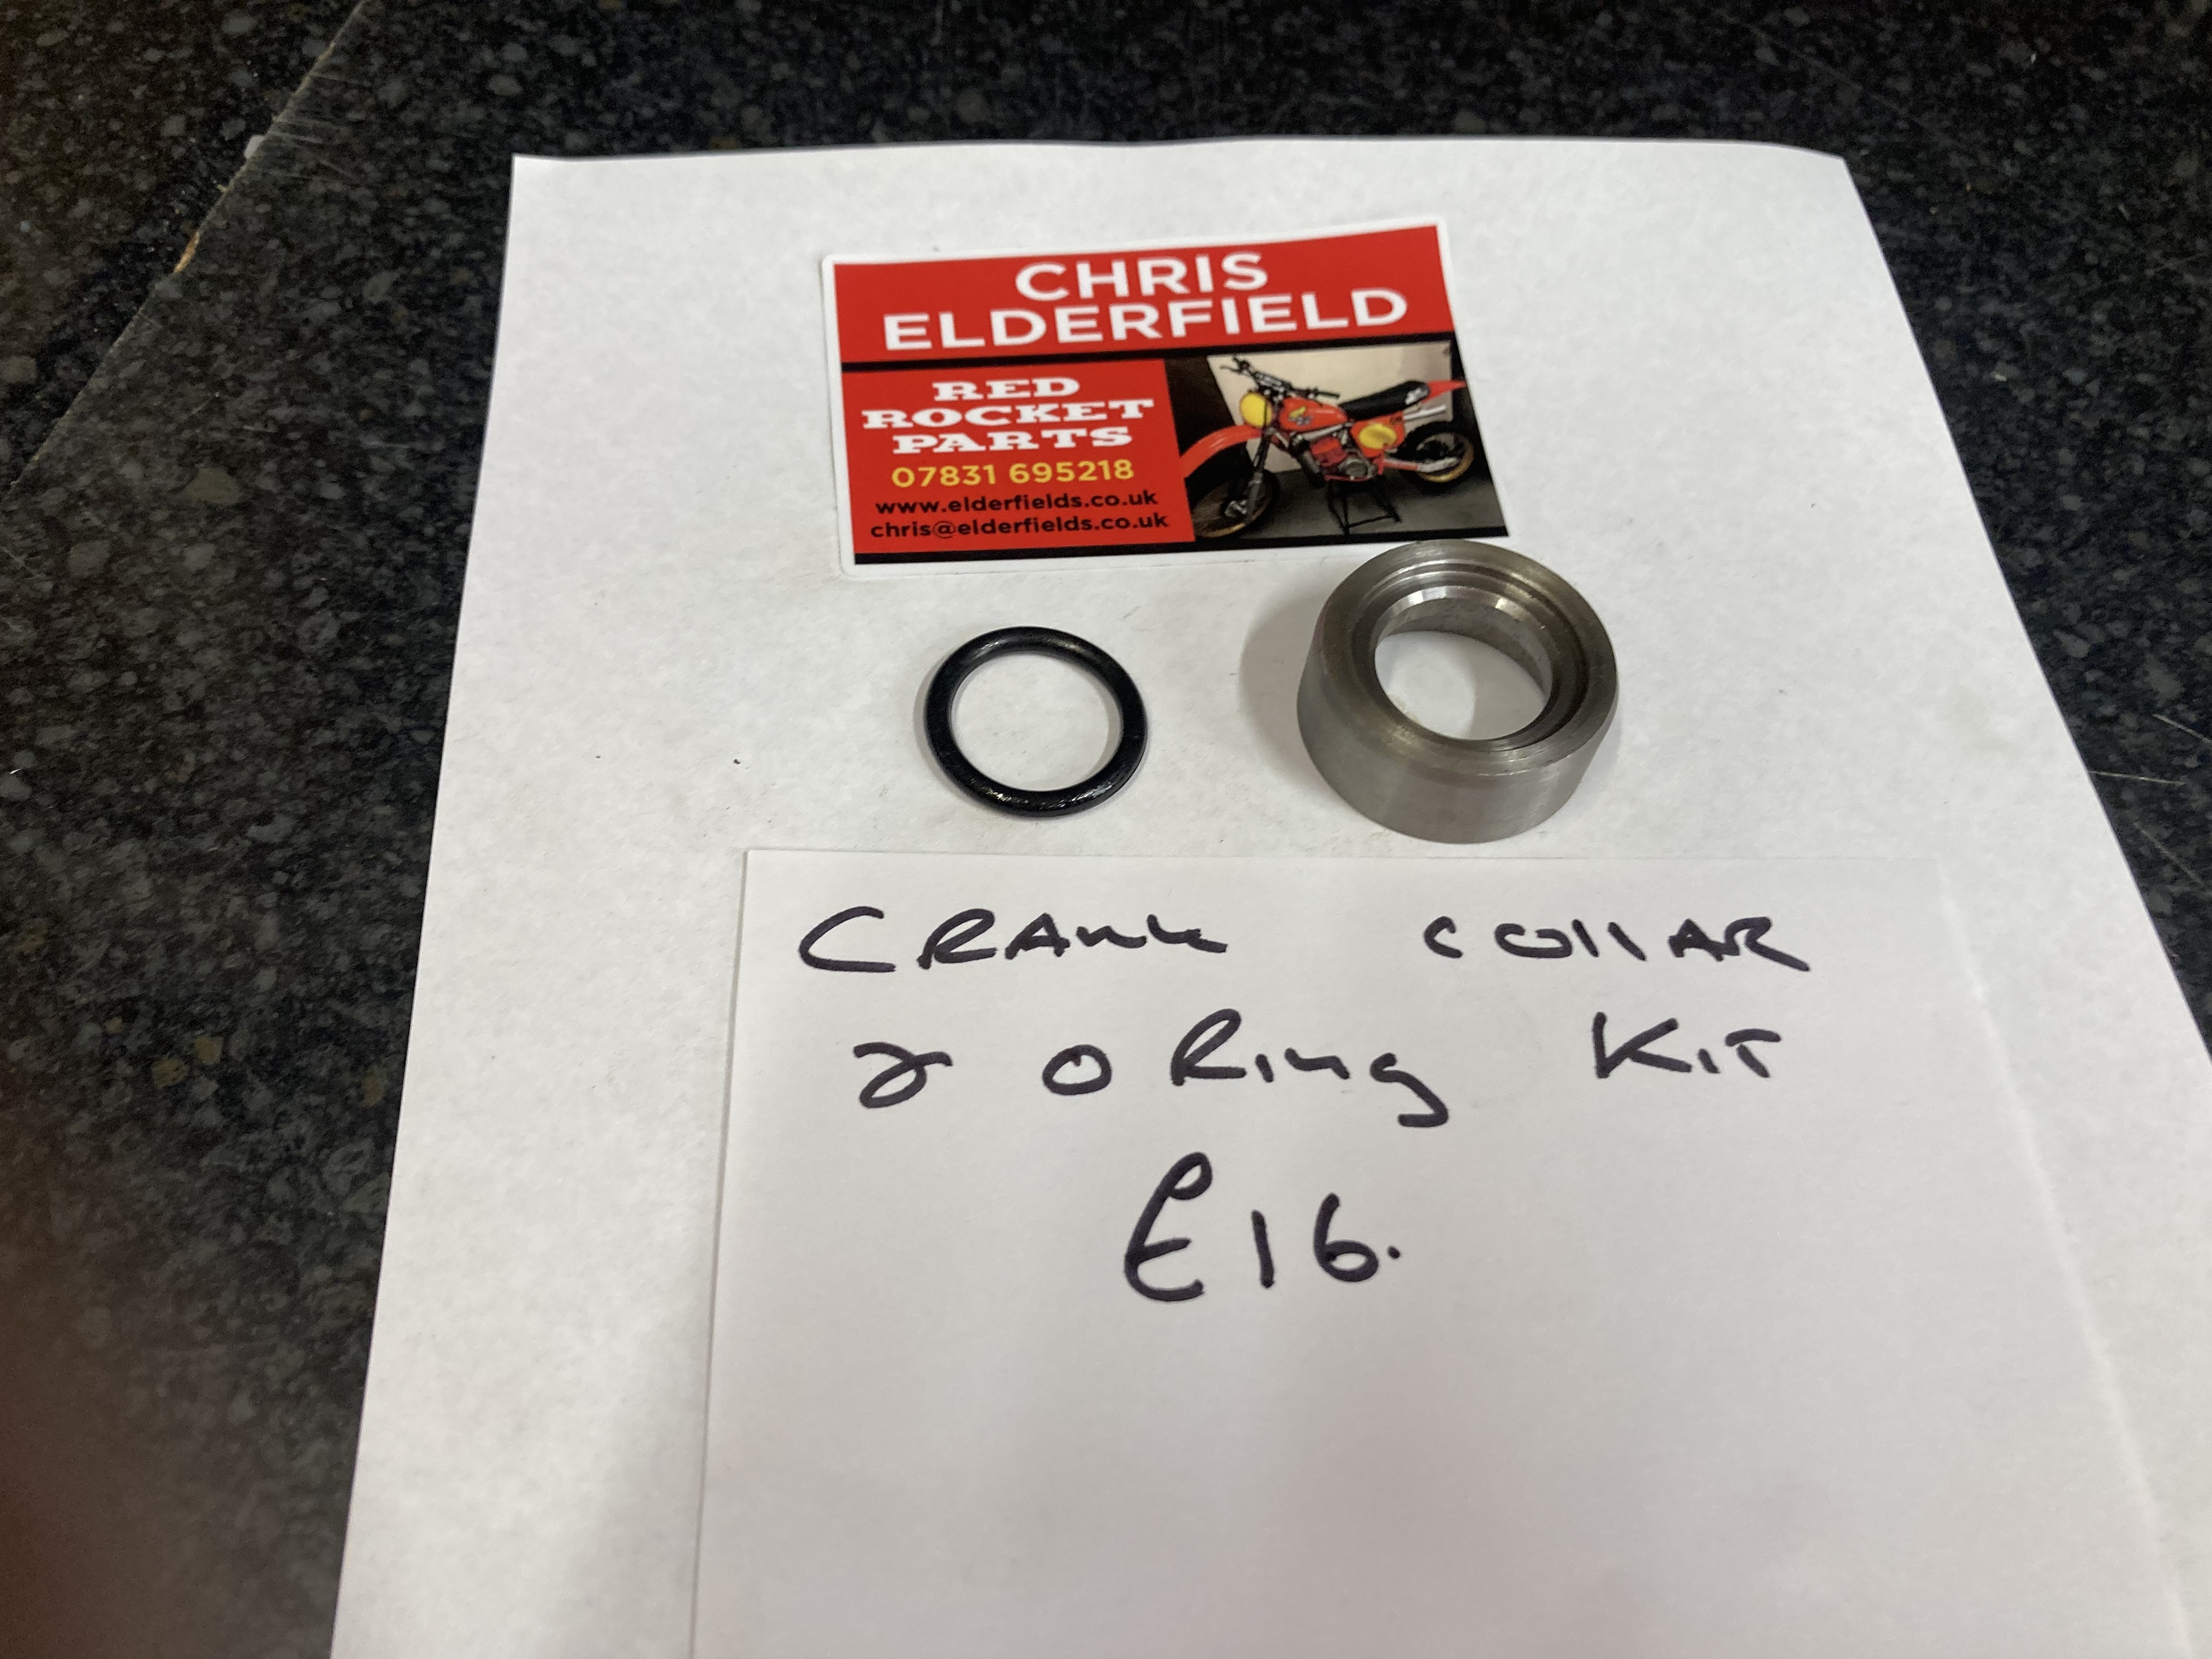 CHRIS
ELDERFIELD
RED
ROCKET
PARTS
07831 695218
www.elderfields.co.uk
chris@elderfields.co.uk
CRANK COllAR
& O RinG KiT
£16.